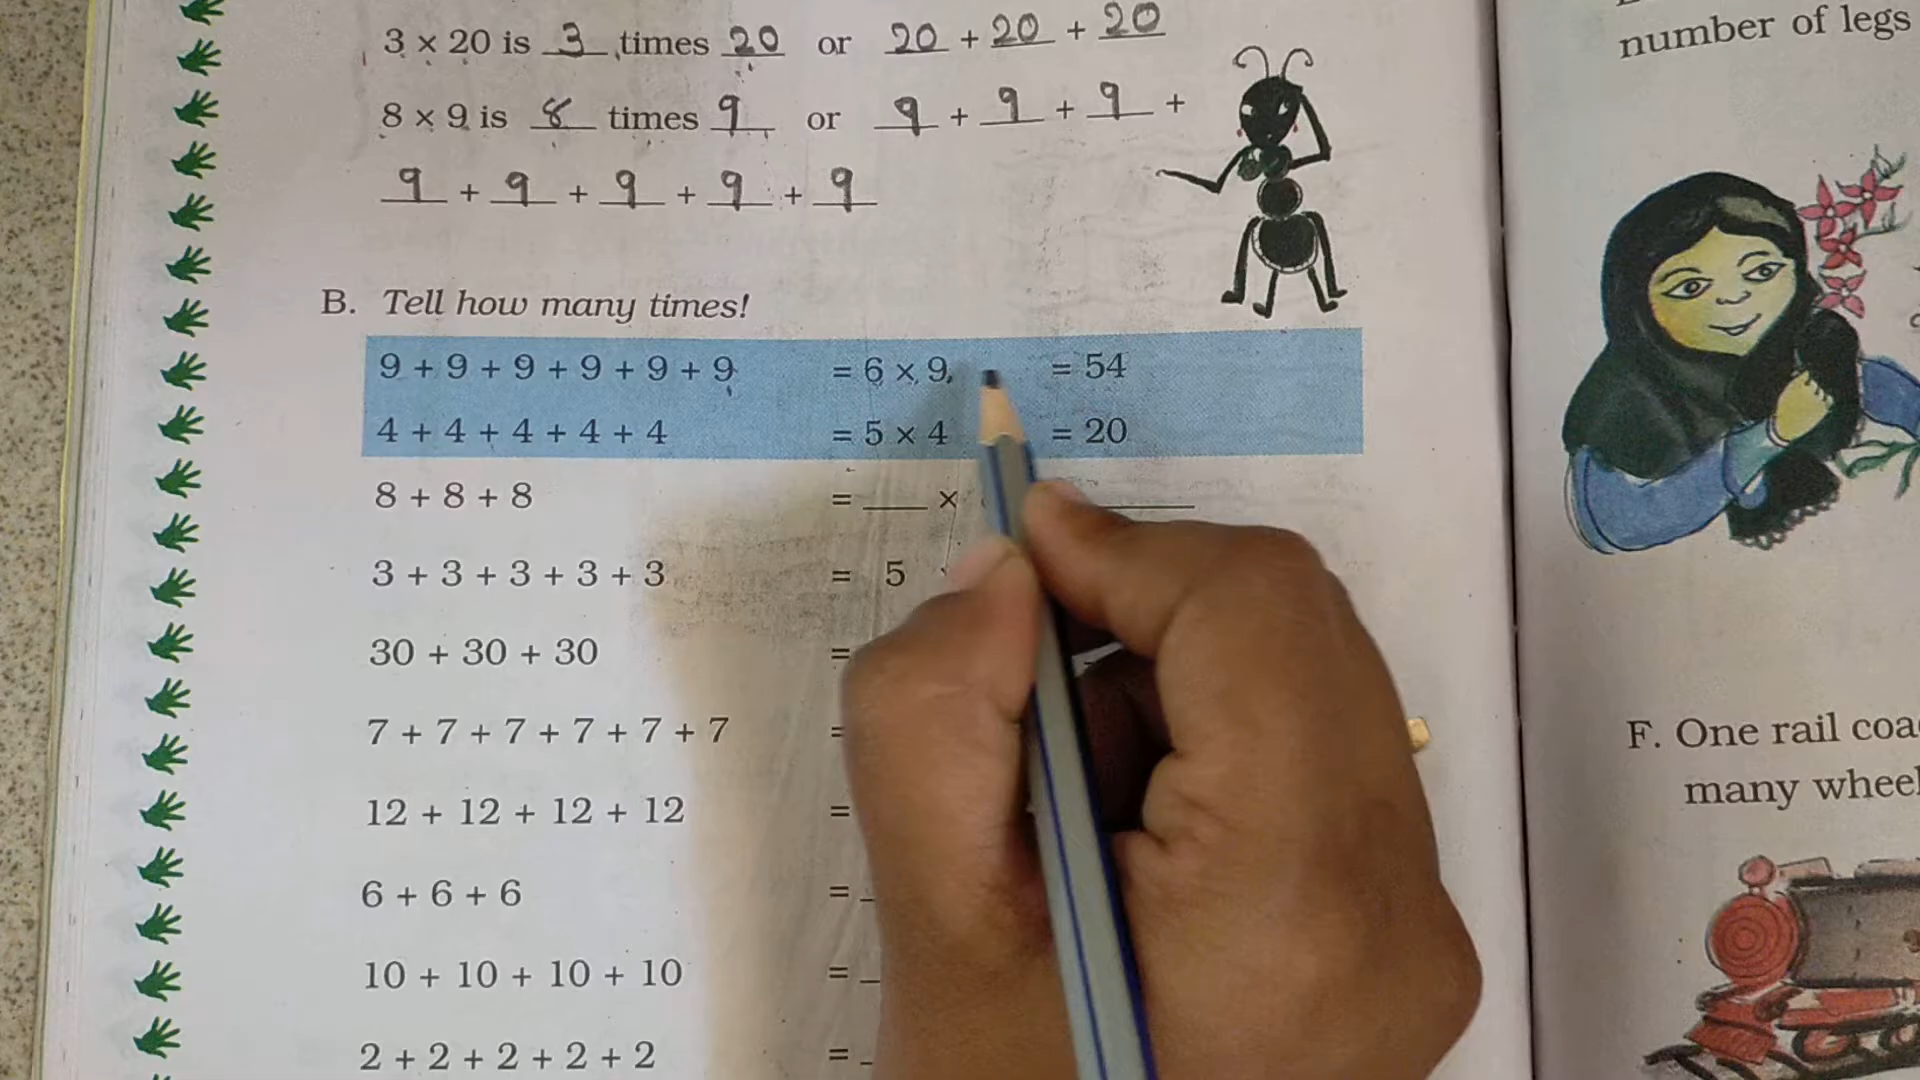 3 × 20 is 3 times 20 or 20 + 20 + 20
8 × 9 is 8 times 9 or 9 + 9 + 9 +
9 + 9 + 9 + 9 + 9
B. Tell how many times!
9 + 9 + 9 + 9 + 9 + 9 = 6 × 9 = 54
4 + 4 + 4 + 4 + 4 = 5 × 4 = 20
8 + 8 + 8 = ___ ×
3 + 3 + 3 + 3 + 3 = 5
30 + 30 + 30 =
7 + 7 + 7 + 7 + 7 + 7 =
12 + 12 + 12 + 12 =
6 + 6 + 6 =
10 + 10 + 10 + 10 =
2 + 2 + 2 + 2 + 2 =
number of legs
F. One rail
many